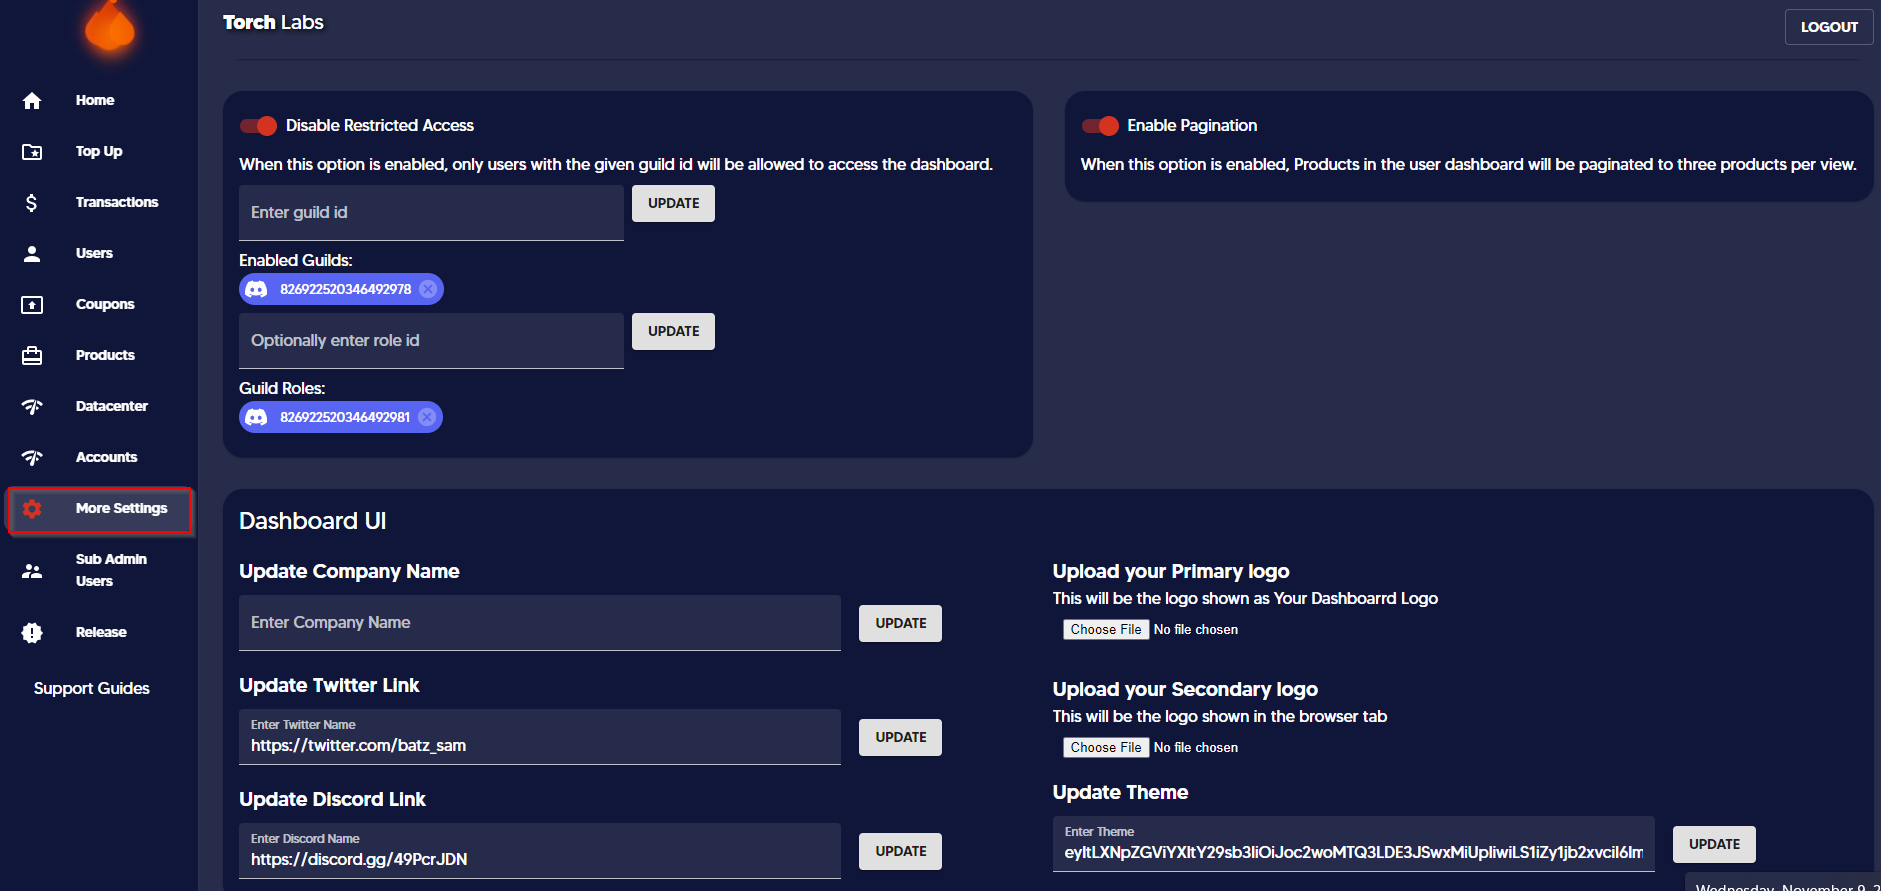 Torch Labs
LOGOUT
Home
Top Up
Transactions
Users
Coupons
Products
Datacenter
Accounts
More Settings
Sub Admin
Users
Release
Support Guides
Disable Restricted Access
When this option is enabled, only users with the given guild id will be allowed to access the dashboard.
Enter guild id
UPDATE
Enabled Guilds:
826922520346492978
Optionally enter role id
UPDATE
Guild Roles:
826922520346492981
Enable Pagination
When this option is enabled, Products in the user dashboard will be paginated to three products per view.
Dashboard UI
Update Company Name
Enter Company Name
UPDATE
Update Twitter Link
Enter Twitter Name
https://twitter.com/batz_sam
UPDATE
Update Discord Link
Enter Discord Name
https://discord.gg/49PcrJDN
UPDATE
Upload your Primary logo
This will be the logo shown as Your Dashboarrd Logo
Choose File No file chosen
Upload your Secondary logo
This will be the logo shown in the browser tab
Choose File No file chosen
Update Theme
Enter Theme
UPDATE
Wednesday, November 9, 2